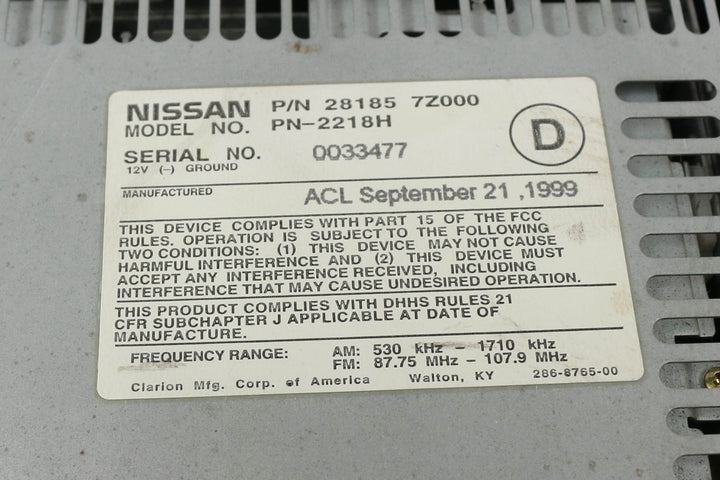 NISSAN P/N 28185 7Z000
MODEL NO. PN-2218H
D
SERIAL NO. 0033477
12V (-) GROUND
MANUFACTURED ACL September 21 ,1999
THIS DEVICE COMPLIES WITH PART 15 OF THE FCC
RULES. OPERATION IS SUBJECT TO THE FOLLOWING
TWO CONDITIONS: (1) THIS DEVICE MAY NOT CAUSE
HARMFUL INTERFERENCE AND (2) THIS DEVICE MUST
ACCEPT ANY INTERFERENCE RECEIVED, INCLUDING
INTERFERENCE THAT MAY CAUSE UNDESIRED OPERATION.
THIS PRODUCT COMPLIES WITH DHHS RULES 21
CFR SUBCHAPTER J APPLICABLE AT DATE OF
MANUFACTURE.
FREQUENCY RANGE: AM: 530 kHz - 1710 kHz
FM: 87.75 MHz - 107.9 MHz
Clarion Mfg. Corp. of America Walton, KY 286-8765-00